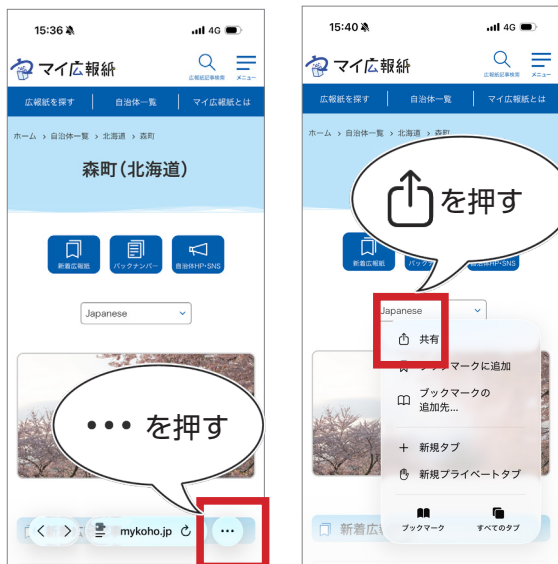 15:36
4G
マイ広報紙
広報紙記事検索
メニュー
広報紙を探す
自治体一覧
マイ広報紙とは
ホーム > 自治体一覧 > 北海道 > 森町
森町(北海道)
新着広報紙
バックナンバー
自治体HP・SNS
Japanese
・・・を押す
mykoho.jp
15:40
4G
マイ広報紙
広報紙記事検索
メニュー
広報紙を探す
自治体一覧
マイ広報紙とは
ホーム > 自治体一覧 > 北海道 > 森町
を押す
新着広報紙
Japanese
共有
ブックマークに追加
ブックマークの
追加先...
新規タブ
新規プライベートタブ
ブックマーク
すべてのタブ
新着広